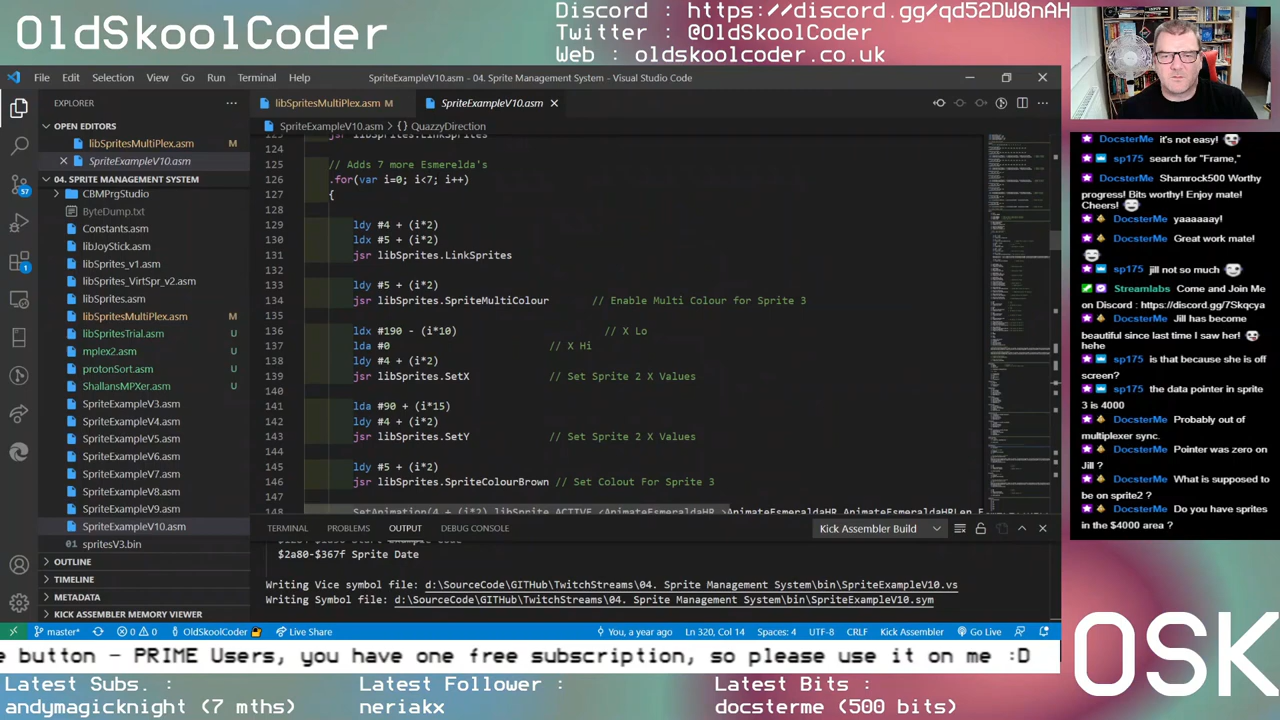 OldSkoolCoder
Discord : https://discord.gg/qd52DW8nAH
Twitter : @OldSkoolCoder
Web : oldskoolcoder.co.uk
File Edit Selection View Go Run Terminal Help
SpriteExampleV10.asm - 04. Sprite Management System - Visual Studio Code
EXPLORER
OPEN EDITORS
libSpritesMultiPlex.asm M
SpriteExampleV10.asm
04. SPRITE MANAGEMENT SYSTEM
CBMPrgStudio
ByteDump.txt
libJoyStick.asm
libSprites_Virtspr_v2.asm
libSpritesMultiPlex.asm M
mplex2.asm U
ShallansMPXer.asm U
SpriteExampleV3.asm
SpriteExampleV4.asm
SpriteExampleV5.asm
SpriteExampleV6.asm
SpriteExampleV7.asm
SpriteExampleV8.asm
SpriteExampleV9.asm
SpriteExampleV10.asm
spritesV3.bin
OUTLINE
TIMELINE
METADATA
KICK ASSEMBLER MEMORY VIEWER
57
1
libSpritesMultiPlex.asm M
SpriteExampleV10.asm
SpriteExampleV10.asm > {} QuazzyDirection
jsr libSprites.LinkSprites
124
125 // Adds 7 more Esmerelda's
126 .for(var i=0; i<7; i++)
127
128
129 ldy #4 + (i*2)
130 ldx #5 + (i*2)
131 jsr libSprites.LinkSprites
132
133 ldy #5 + (i*2)
134 jsr libSprites.SpriteMultiColour // Enable Multi Colour for Sprite 3
135
136 ldx #190 - (i*10) // X Lo
137 lda #0 // X Hi
138 ldy #4 + (i*2)
139 jsr libSprites.SetX // Set Sprite 2 X Values
140
141 lda #90 + (i*15)
142 ldy #4 + (i*2)
143 jsr libSprites.SetY // Set Sprite 2 X Values
144
145 ldy #5 + (i*2)
146 // Set Colout For Sprite 3
147
TERMINAL PROBLEMS OUTPUT DEBUG CONSOLE
Kick Assembler Build
$2a80-$367f Sprite Date
Writing Vice symbol file: d:\SourceCode\GITHub\TwitchStreams\04. Sprite Management System\bin\SpriteExampleV10.vs
Writing Symbol file: d:\SourceCode\GITHub\TwitchStreams\04. Sprite Management System\bin\SpriteExampleV10.sym
master* 0 0 OldSkoolCoder Live Share
You, a year ago Ln 320, Col 14 Spaces: 4 UTF-8 CRLF Kick Assembler Go Live
DocsterMe it's not easy!
sp175 search for "Frame,"
DocsterMe Shamrock500 Worthy
progress! Bits worthy! Enjoy mate!
Cheers!
DocsterMe yaaaaaay!
DocsterMe Great work mate!
sp175 jill not so much
Streamlabs Come and Join Me
on Discord : https://discord.gg/7Skqcya
DocsterMe Jill has become
beautiful since last time I saw her!
hehe
sp175 is that because she is off
screen?
sp175 the data pointer in sprite
3 is 4000
DocsterMe Probably out of
multiplexer sync.
DocsterMe Pointer was zero on
Jill ?
DocsterMe What is supposed to
be on sprite2 ?
DocsterMe Do you have sprites
in the $4000 area ?
e button - PRIME Users, you have one free subscription, so please use it on me :D
OSK
Latest Subs. :
andymagicknight (7 mths)
Latest Follower :
neriakx
Latest Bits :
docsterme (500 bits)